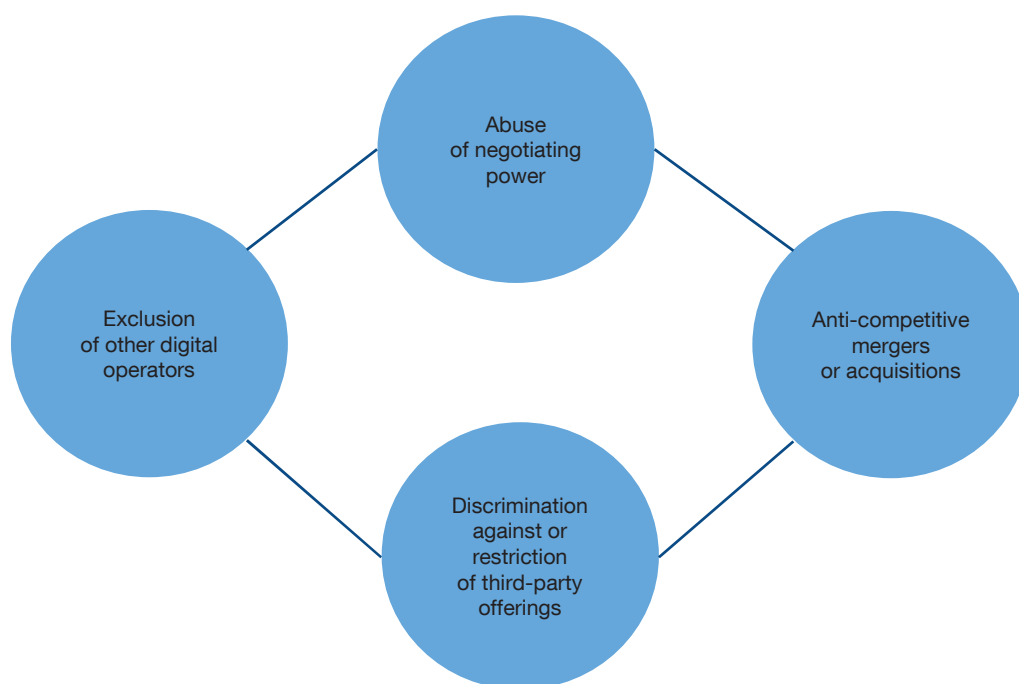 Abuse
of negotiating
power
Exclusion
of other digital
operators
Anti-competitive
mergers
or acquisitions
Discrimination
against or
restriction
of third-party
offerings